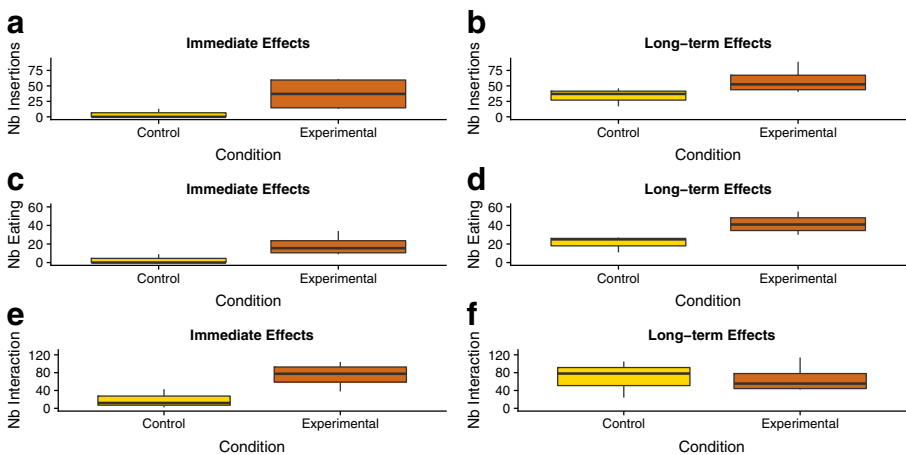 a
Immediate Effects
Nb Insertions
75
50
25
0
Control
Experimental
Condition
b
Long-term Effects
Nb Insertions
75
50
25
0
Control
Experimental
Condition
c
Immediate Effects
Nb Eating
60
40
20
0
Control
Experimental
Condition
d
Long-term Effects
Nb Eating
60
40
20
0
Control
Experimental
Condition
e
Immediate Effects
Nb Interaction
120
80
40
0
Control
Experimental
Condition
f
Long-term Effects
Nb Interaction
120
80
40
0
Control
Experimental
Condition